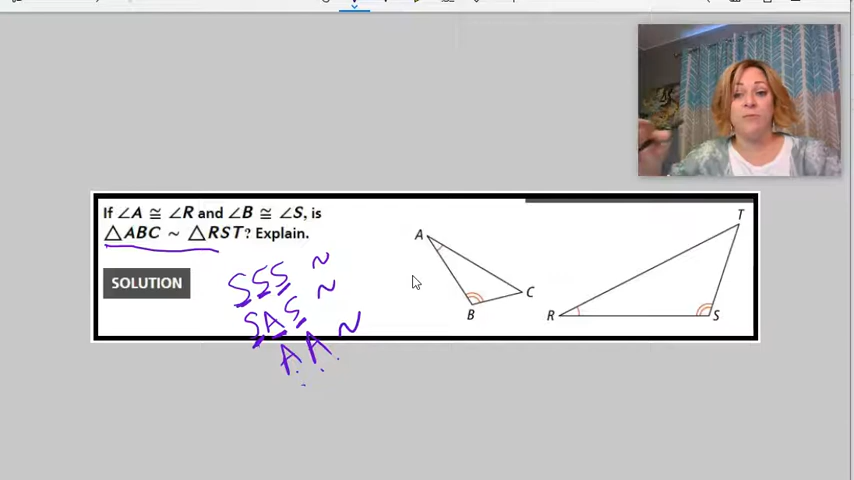 If ∠A ≅ ∠R and ∠B ≅ ∠S, is
△ABC ~ △RST? Explain.
SOLUTION
SSS ~
SAS ~
AA ~
A
B
C
R
S
T